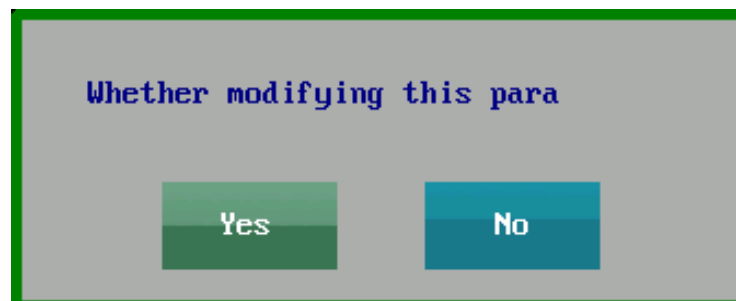 Whether modifying this para
Yes
No